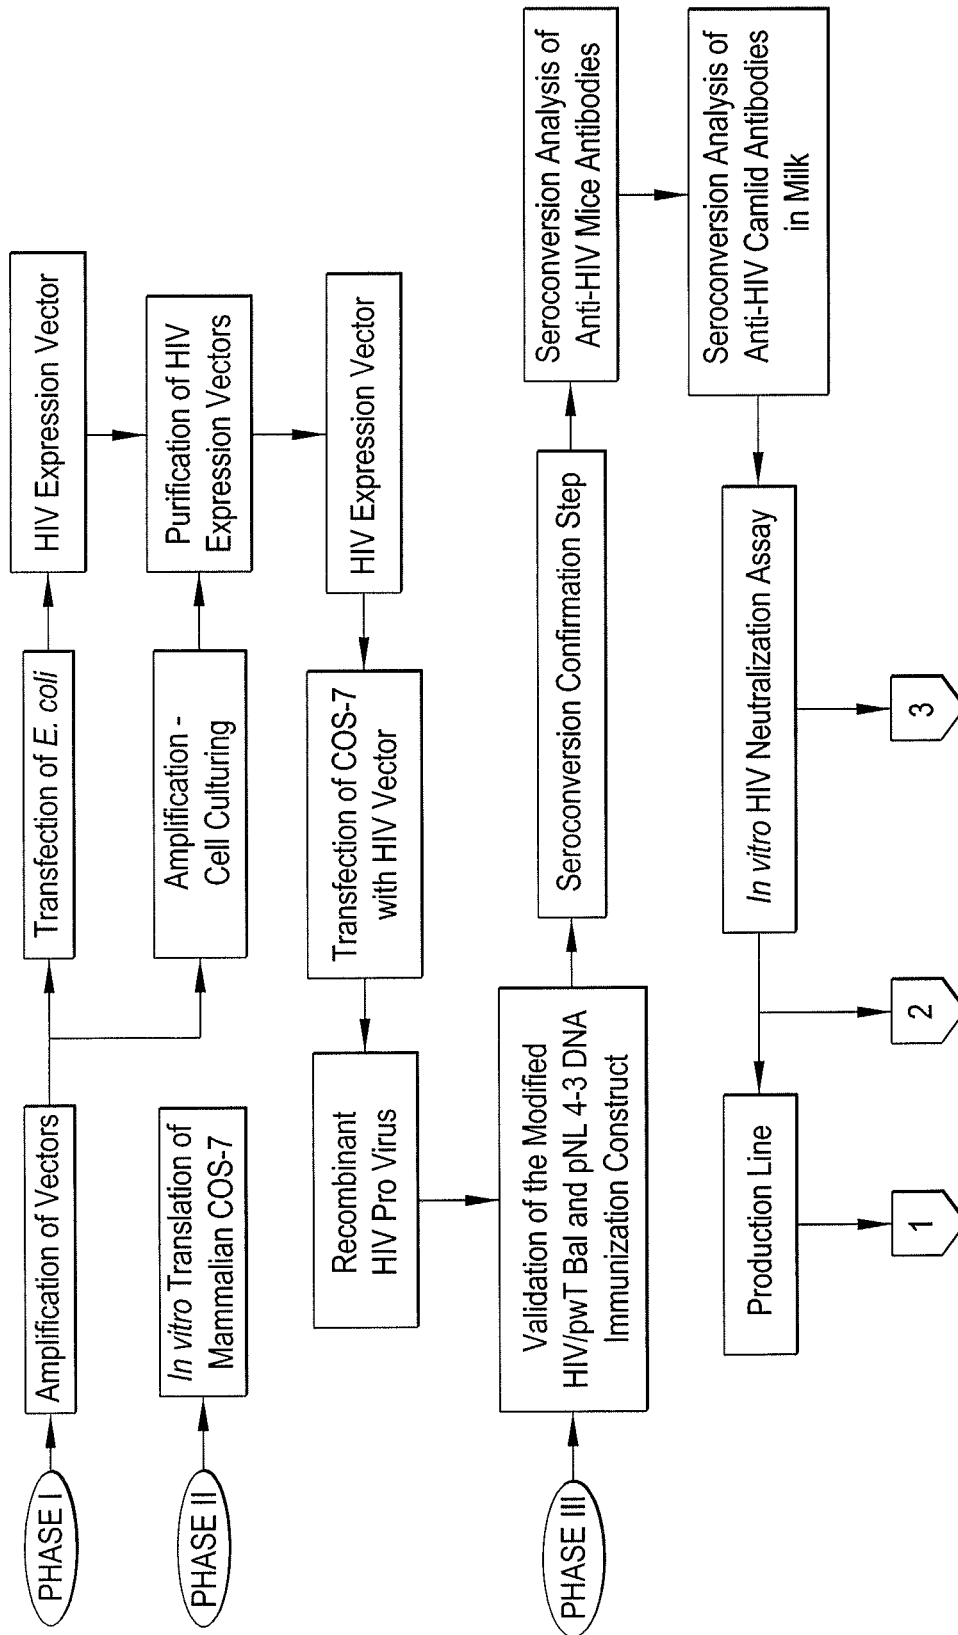 PHASE I
Amplification of Vectors
Transfection of E. coli
HIV Expression Vector
Amplification -
Cell Culturing
Purification of HIV
Expression Vectors
PHASE II
In vitro Translation of
Mammalian COS-7
HIV Expression Vector
Transfection of COS-7
with HIV Vector
Recombinant
HIV Pro Virus
PHASE III
Validation of the Modified
HIV/pwT Bal and pNL 4-3 DNA
Immunization Construct
Seroconversion Confirmation Step
Seroconversion Analysis of
Anti-HIV Mice Antibodies
Seroconversion Analysis of
Anti-HIV Camlid Antibodies
in Milk
In vitro HIV Neutralization Assay
Production Line
1
2
3